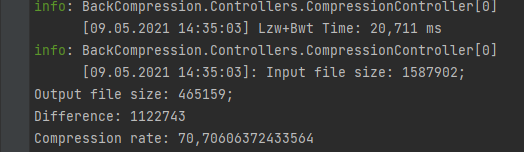 info: BackCompression.Controllers.CompressionController[0]
[09.05.2021 14:35:03] Lzw+Bwt Time: 20,711 ms
info: BackCompression.Controllers.CompressionController[0]
[09.05.2021 14:35:03]: Input file size: 1587902;
Output file size: 465159;
Difference: 1122743
Compression rate: 70,70606372433564